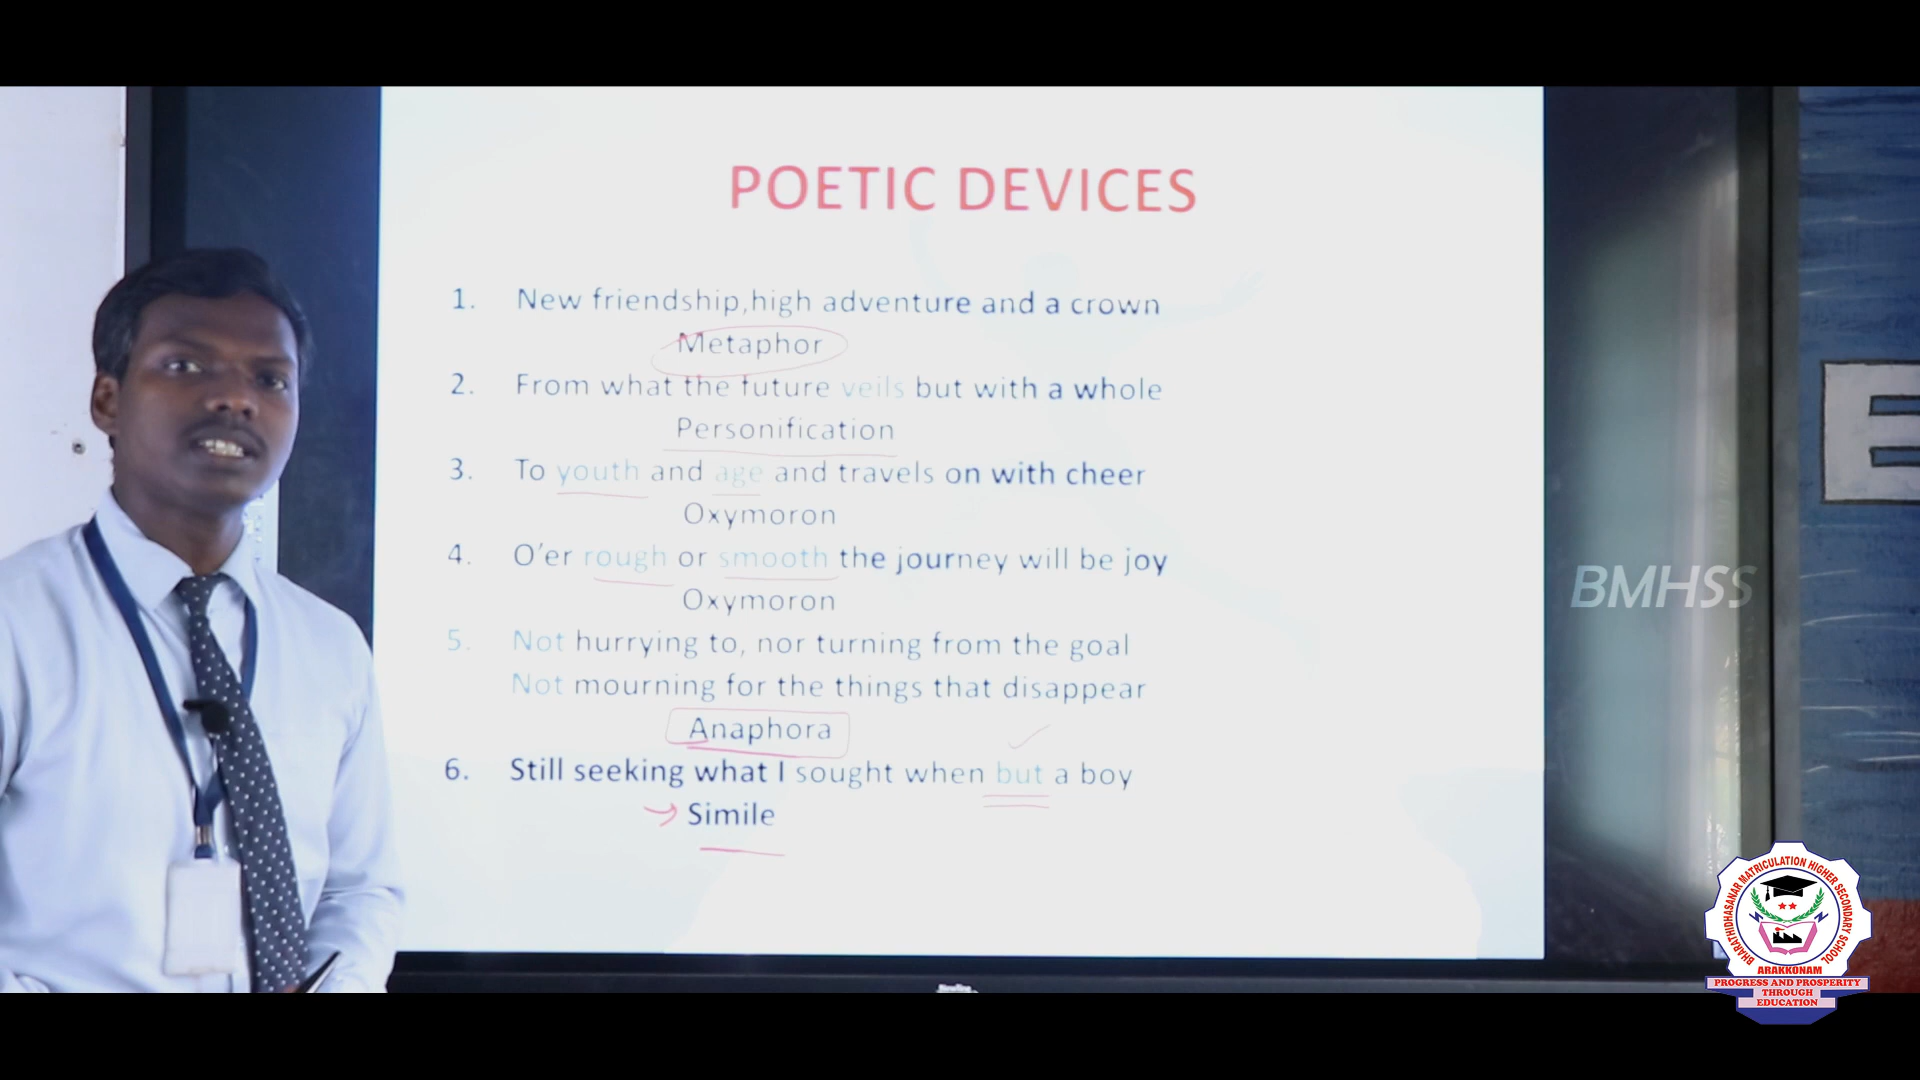 POETIC DEVICES
1. New friendship,high adventure and a crown
Metaphor
2. From what the future veils but with a whole
Personification
3. To youth and age and travels on with cheer
Oxymoron
4. O'er rough or smooth the journey will be joy
Oxymoron
5. Not hurrying to, nor turning from the goal
Not mourning for the things that disappear
Anaphora
6. Still seeking what I sought when but a boy
Simile
E
BMHSS
BHARATHIDHASANAR MATRICULATION HIGHER SECONDARY SCHOOL
ARAKKONAM
PROGRESS AND PROSPERITY
THROUGH
EDUCATION
Newline